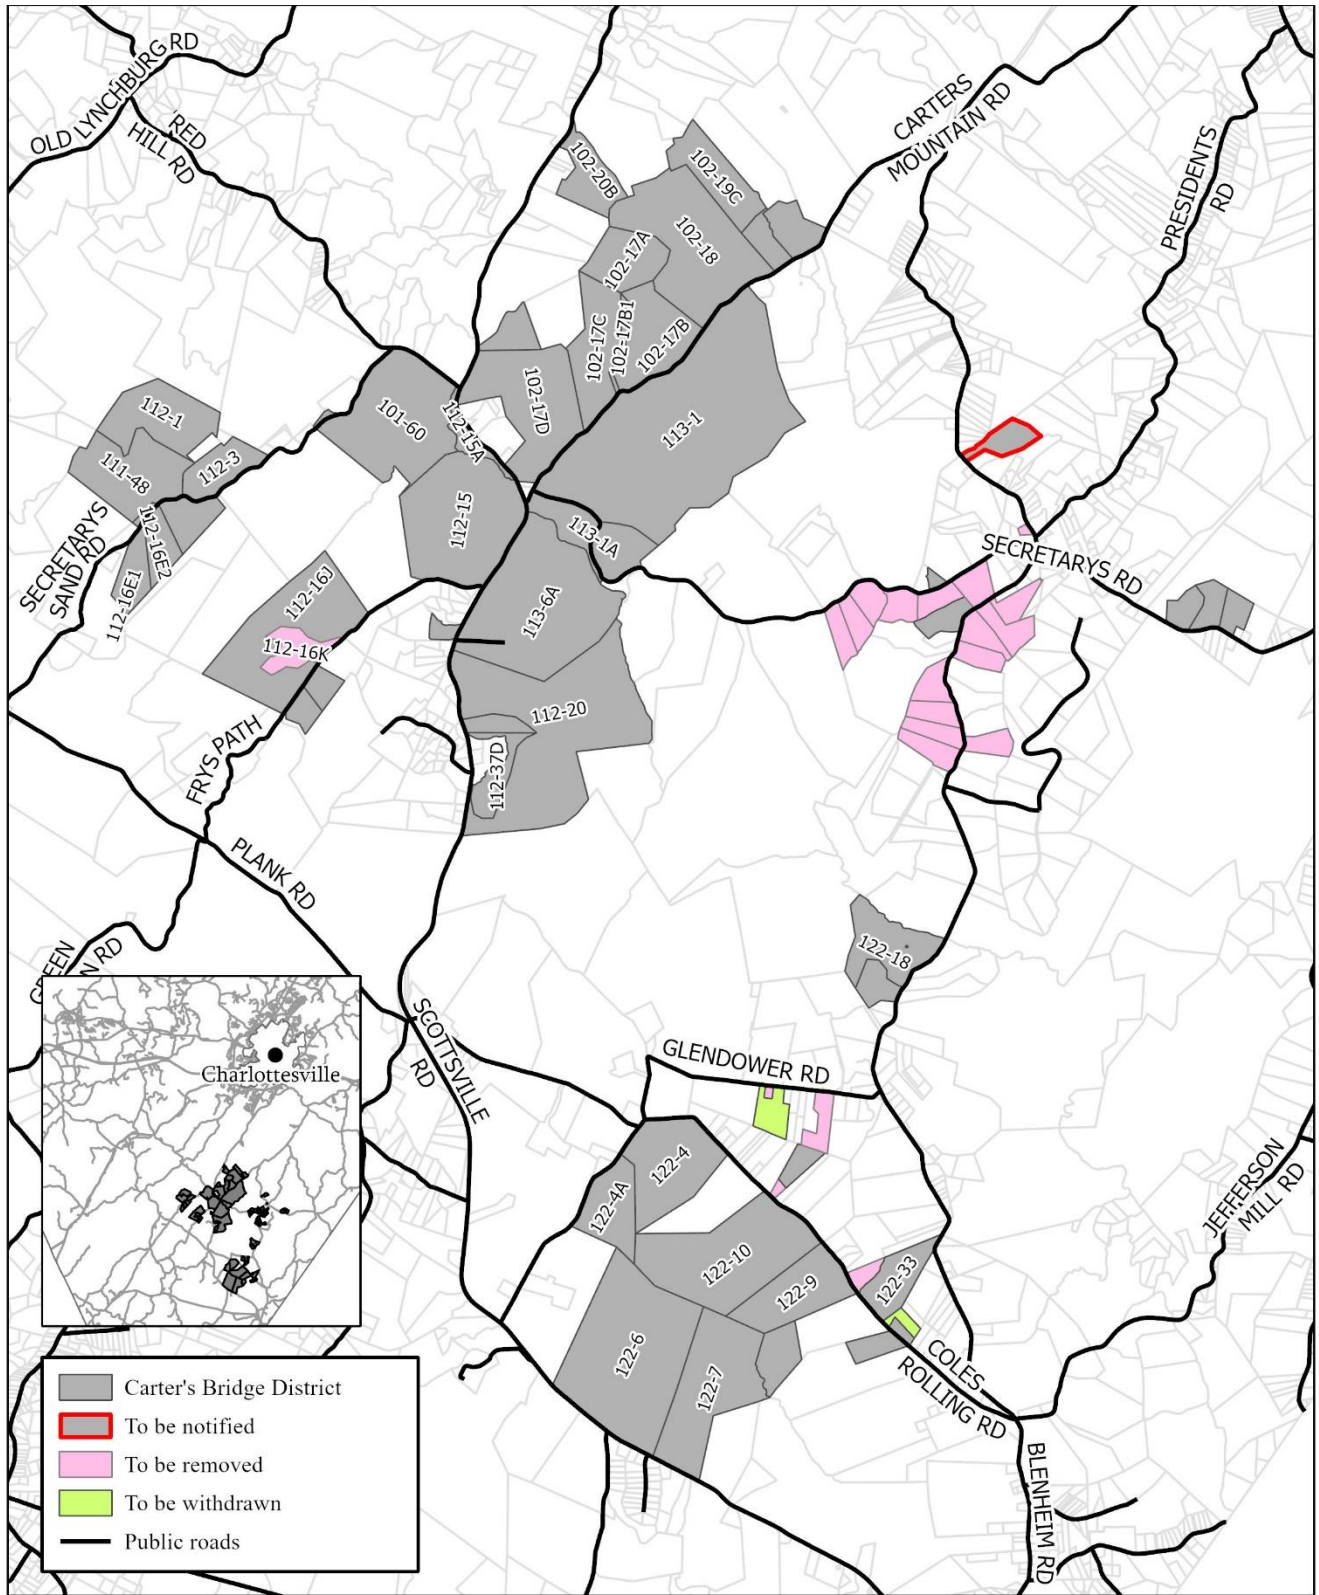 OLD LYNCHBURG RD
RED
HILL RD
CARTERS
MOUNTAIN RD
PRESIDENTS
RD
102-20B
102-19C
102-17A
102-18
102-17C
102-17B1
102-17B
102-17D
112-15A
101-60
113-1
112-1
111-48
112-3
112-15
113-1A
SECRETARYS
SAND RD
112-16E1
112-16E2
112-16J
112-16K
113-6A
SECRETARYS RD
112-20
112-37D
FRYS PATH
PLANK RD
GREEN
N RD
122-18
SCOTTSVILLE
RD
GLENDOWER RD
Charlottesville
122-4
122-4A
122-10
122-9
122-33
122-6
122-7
JEFFERSON
MILL RD
COLES
ROLLING RD
BLENHEIM RD
Carter's Bridge District
To be notified
To be removed
To be withdrawn
Public roads